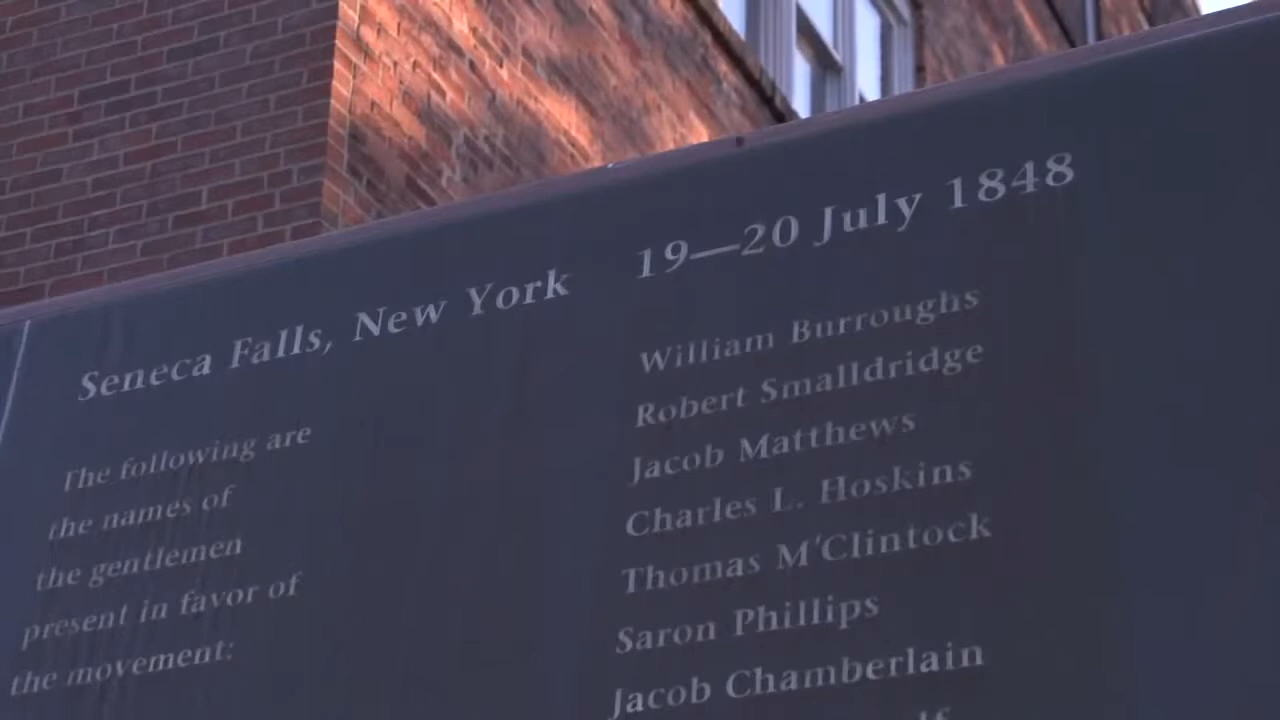 Seneca Falls, New York 19—20 July 1848
The following are
the names of
the gentlemen
present in favor of
the movement:
William Burroughs
Robert Smalldridge
Jacob Matthews
Charles L. Hoskins
Thomas M'Clintock
Saron Phillips
Jacob Chamberlain